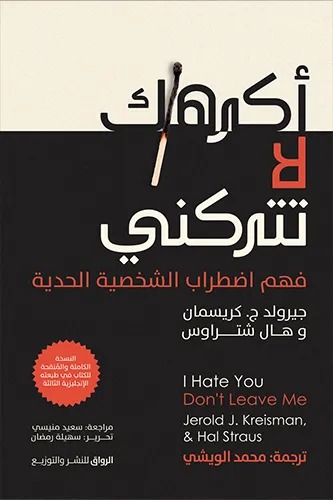 أكرهك
لا
تتركني
فهم اضطراب الشخصية الحدية
جيرولد ج. كريسمان
و هال شتراوس
النسخة
الكاملة والمُنقحة
للكتاب في طبعته
الإنجليزية الثالثة
I Hate You
Don't Leave Me
Jerold J. Kreisman,
& Hal Straus
مراجعة: سعيد منيسي
تحرير: سهيلة رمضان
ترجمة: محمد الويشي
الرواق للنشر والتوزيع